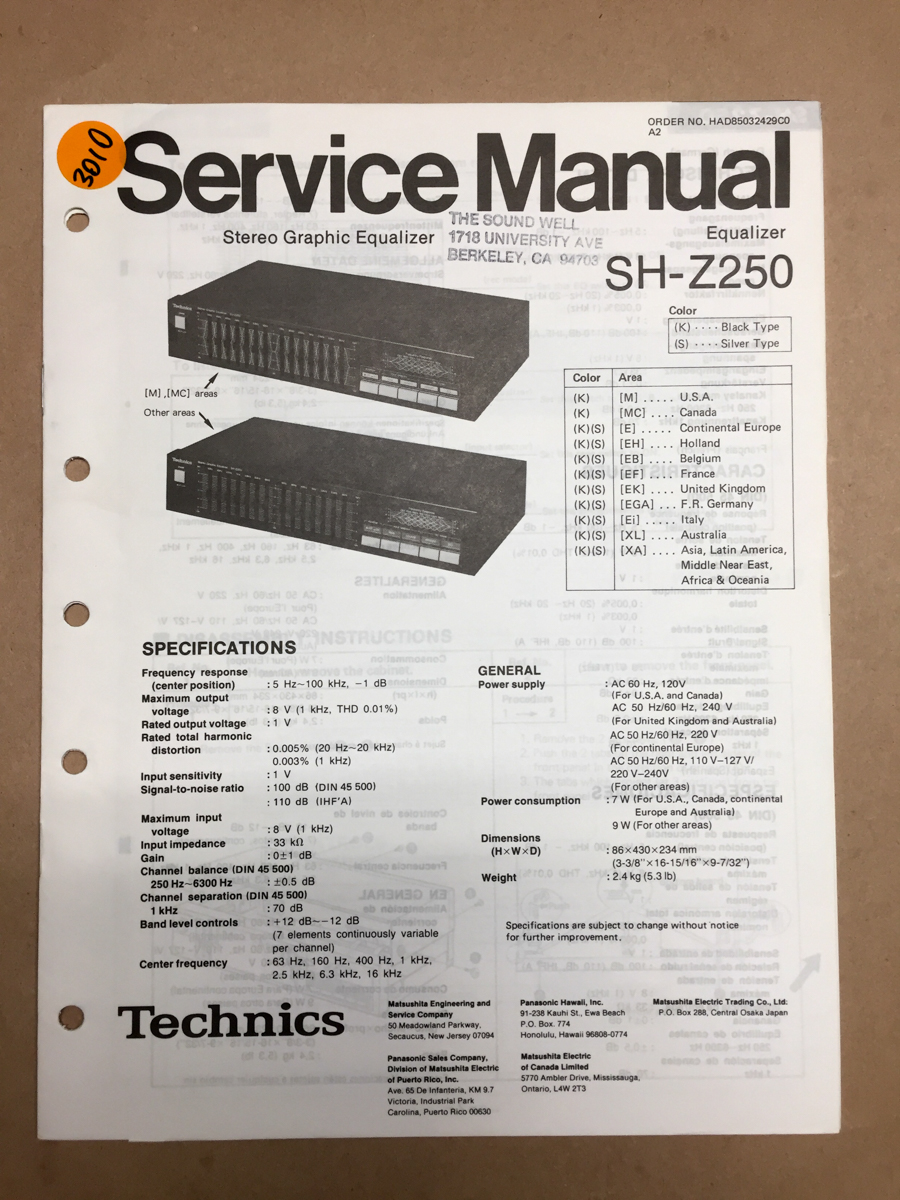 3010
ORDER NO. HAD85032429C0
A2
Service Manual
Stereo Graphic Equalizer
THE SOUND WELL
1718 UNIVERSITY AVE
BERKELEY, CA 94703
Equalizer
SH-Z250
Color
(K) ···· Black Type
(S) ···· Silver Type
Technics
[M],[MC] areas
Other areas
Technics
Color Area
(K) [M] ..... U.S.A.
(K) [MC] .... Canada
(K)(S) [E] ..... Continental Europe
(K)(S) [EH] .... Holland
(K)(S) [EB] .... Belgium
(K)(S) [EF] .... France
(K)(S) [EK] .... United Kingdom
(K)(S) [EGA] ... F.R. Germany
(K)(S) [Ei] ..... Italy
(K)(S) [XL] .... Australia
(K)(S) [XA] .... Asia, Latin America,
Middle Near East,
Africa & Oceania
SPECIFICATIONS
Frequency response
(center position) : 5 Hz~100 kHz, −1 dB
Maximum output
voltage : 8 V (1 kHz, THD 0.01%)
Rated output voltage : 1 V
Rated total harmonic
distortion : 0.005% (20 Hz~20 kHz)
0.003% (1 kHz)
Input sensitivity : 1 V
Signal-to-noise ratio : 100 dB (DIN 45 500)
: 110 dB (IHF'A)
Maximum input
voltage : 8 V (1 kHz)
Input impedance : 33 kΩ
Gain : 0±1 dB
Channel balance (DIN 45 500)
250 Hz~6300 Hz : ±0.5 dB
Channel separation (DIN 45 500)
1 kHz : 70 dB
Band level controls : +12 dB~−12 dB
(7 elements continuously variable
per channel)
Center frequency : 63 Hz, 160 Hz, 400 Hz, 1 kHz,
2.5 kHz, 6.3 kHz, 16 kHz
GENERAL
Power supply : AC 60 Hz, 120V
(For U.S.A. and Canada)
AC 50 Hz/60 Hz, 240 V
(For United Kingdom and Australia)
AC 50 Hz/60 Hz, 220 V
(For continental Europe)
AC 50 Hz/60 Hz, 110 V-127 V/
220 V-240V
(For other areas)
Power consumption : 7 W (For U.S.A., Canada, continental
Europe and Australia)
9 W (For other areas)
Dimensions
(H×W×D) : 86×430×234 mm
(3-3/8"×16-15/16"×9-7/32")
Weight : 2.4 kg (5.3 lb)
Specifications are subject to change without notice
for further improvement.
Technics
Matsushita Engineering and
Service Company
50 Meadowland Parkway,
Secaucus, New Jersey 07094
Panasonic Sales Company,
Division of Matsushita Electric
of Puerto Rico, Inc.
Ave. 65 De Infanteria, KM 9.7
Victoria, Industrial Park
Carolina, Puerto Rico 00630
Panasonic Hawaii, Inc.
91-238 Kauhi St., Ewa Beach
P.O. Box. 774
Honolulu, Hawaii 96808-0774
Matsushita Electric
of Canada Limited
5770 Ambler Drive, Mississauga,
Ontario, L4W 2T3
Matsushita Electric Trading Co., Ltd.
P.O. Box 288, Central Osaka Japan